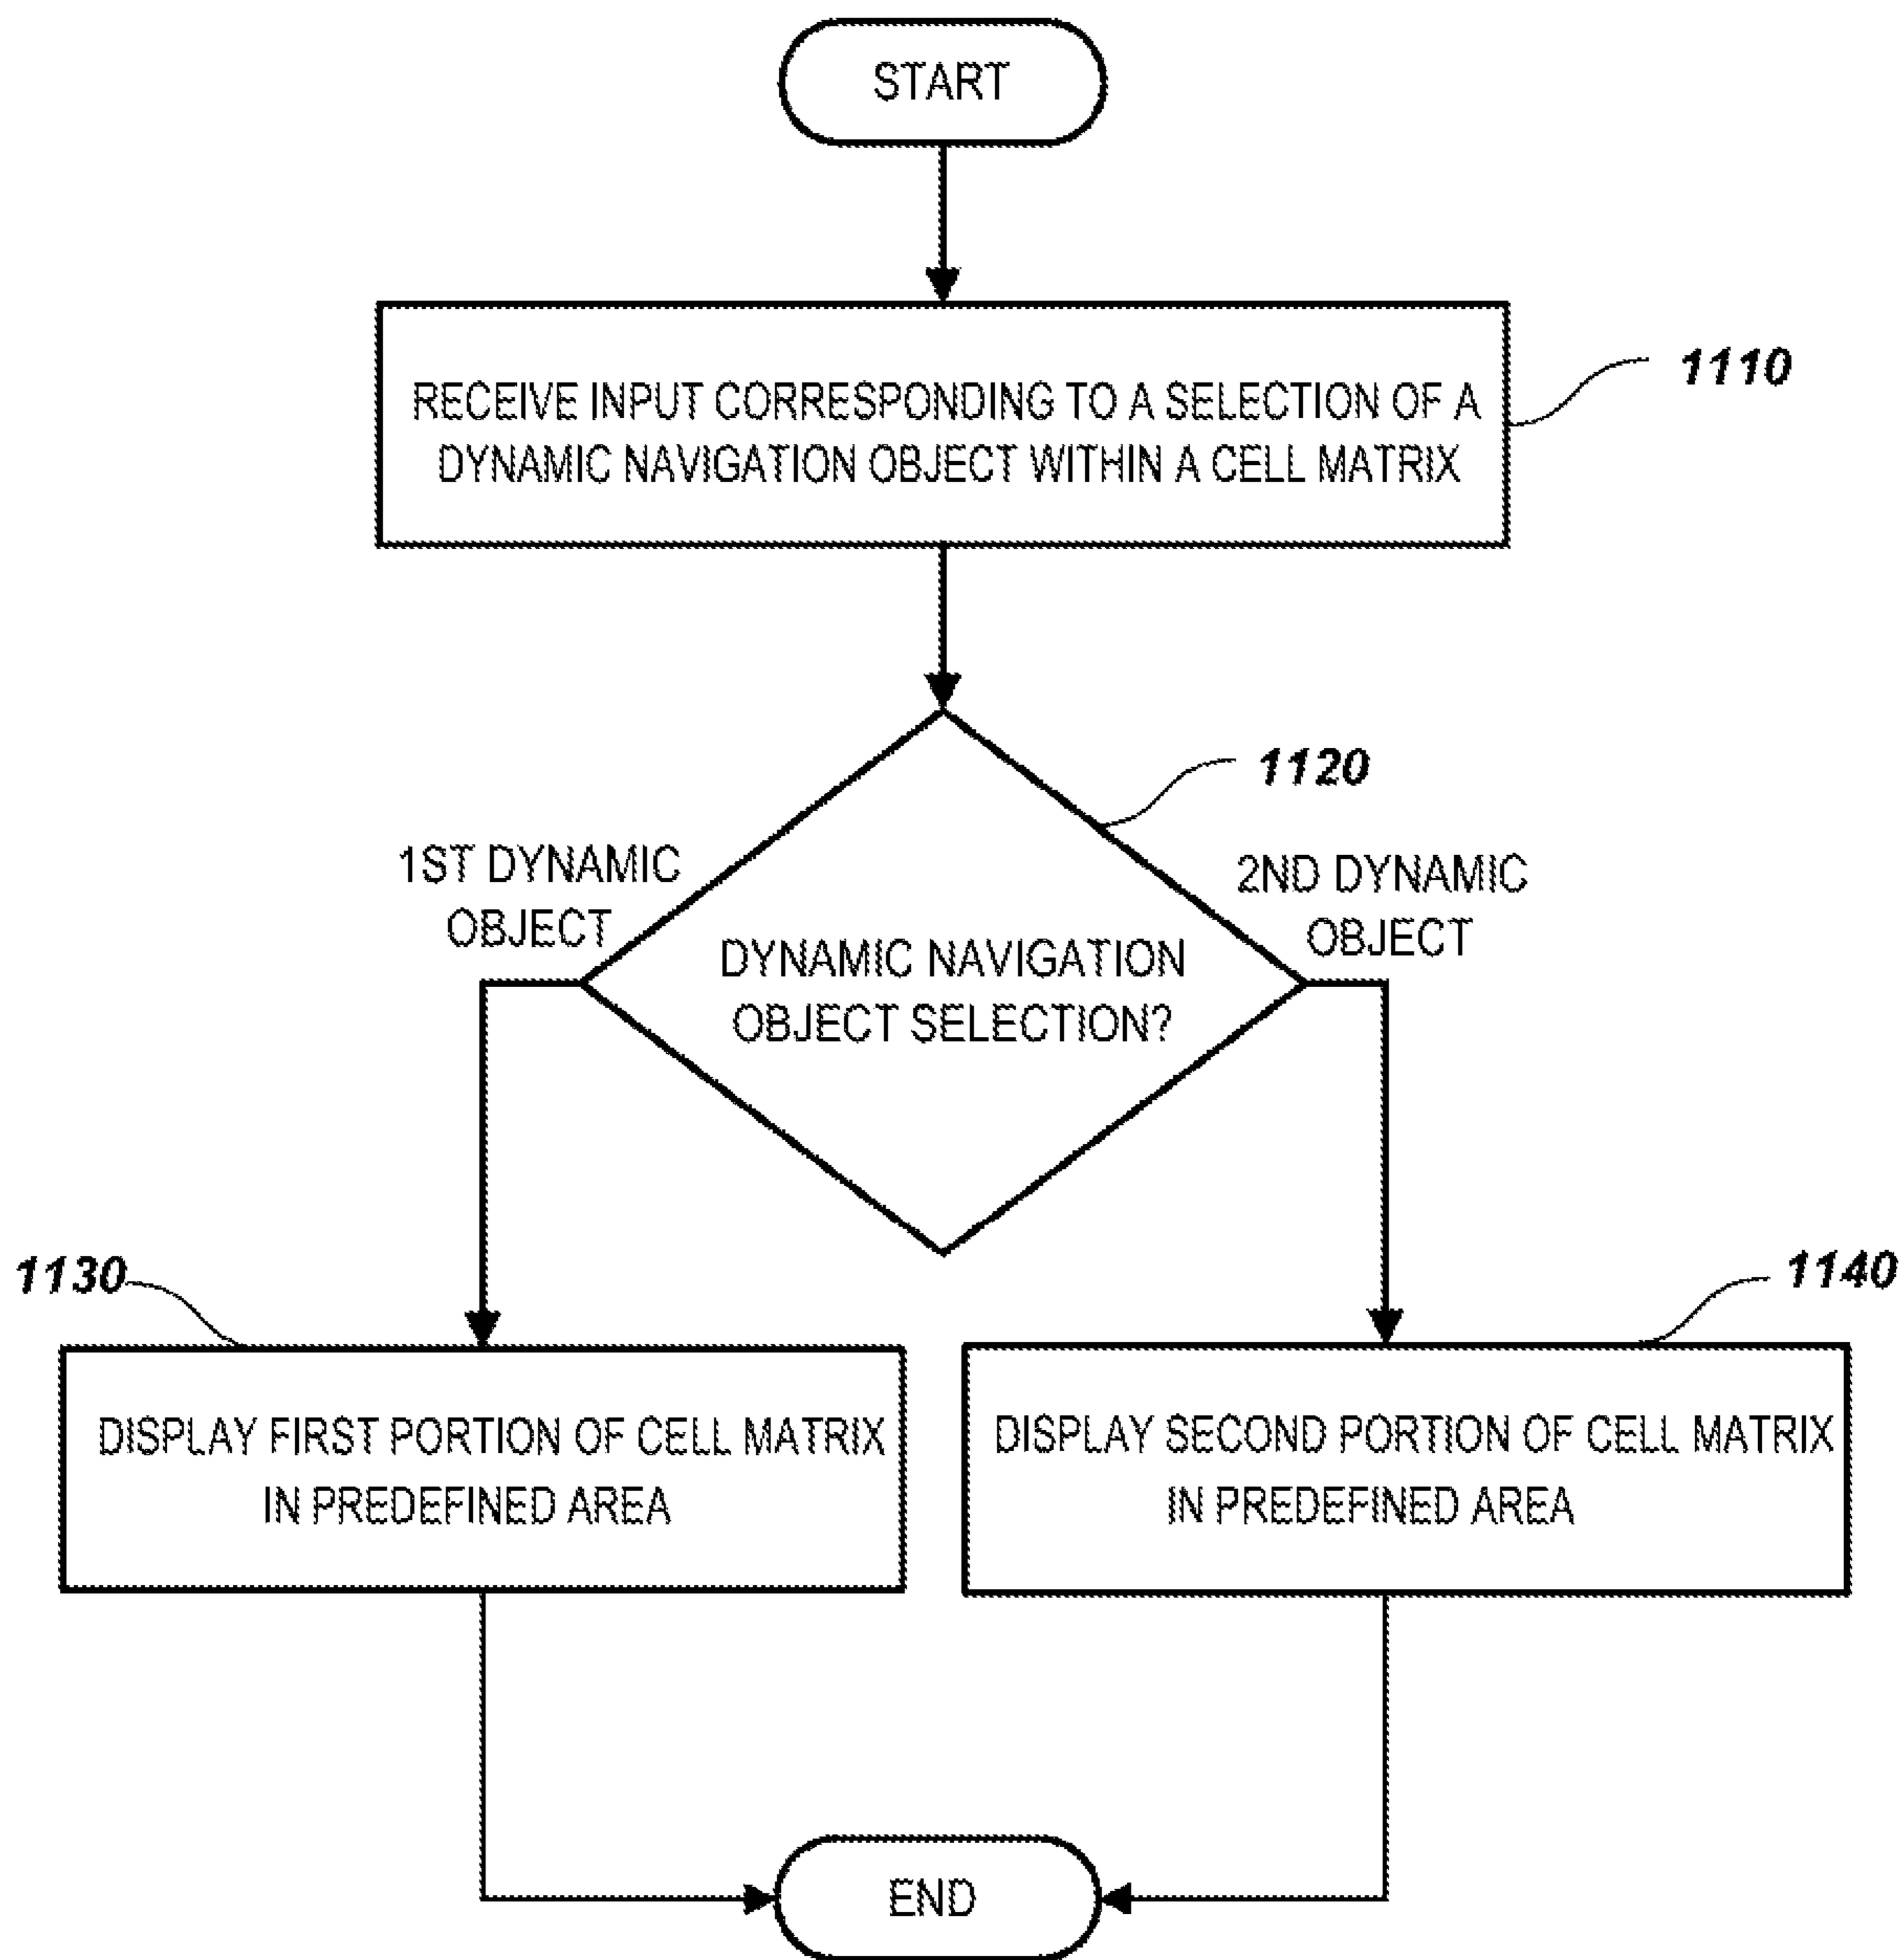 START
RECEIVE INPUT CORRESPONDING TO A SELECTION OF A
DYNAMIC NAVIGATION OBJECT WITHIN A CELL MATRIX
1110
1120
1ST DYNAMIC
OBJECT
2ND DYNAMIC
OBJECT
DYNAMIC NAVIGATION
OBJECT SELECTION?
1130
1140
DISPLAY FIRST PORTION OF CELL MATRIX
IN PREDEFINED AREA
DISPLAY SECOND PORTION OF CELL MATRIX
IN PREDEFINED AREA
END